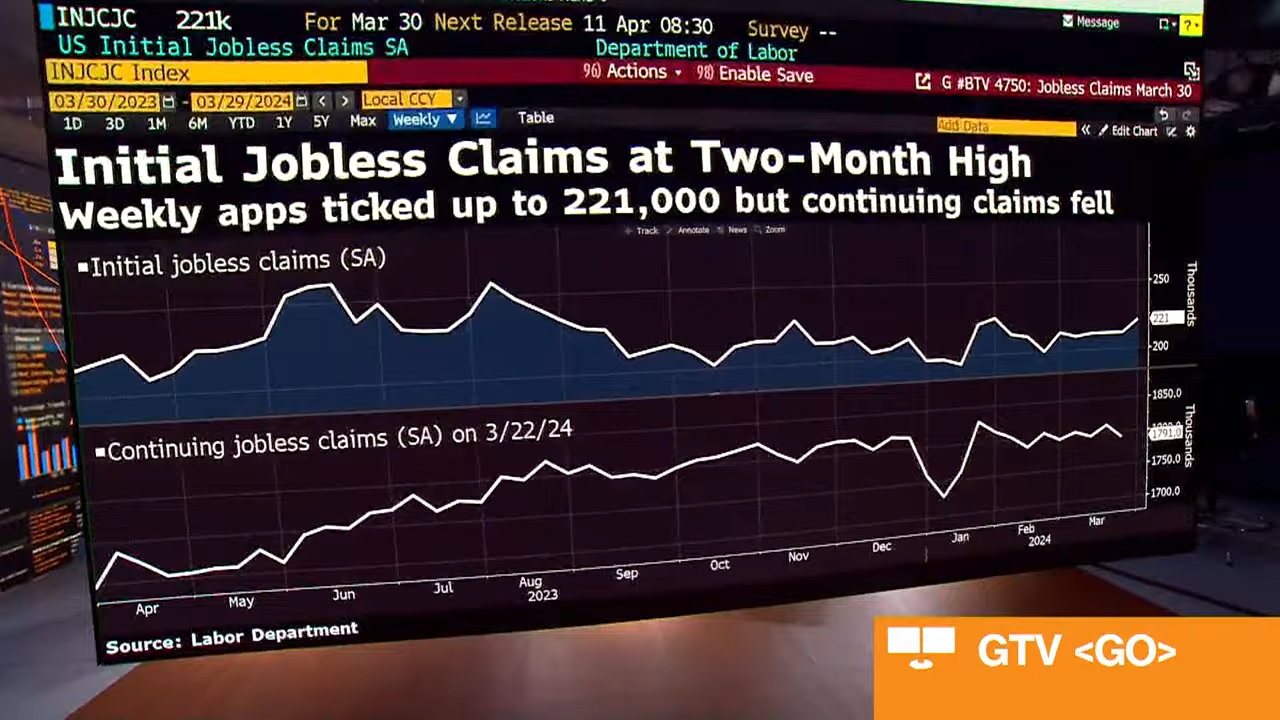 INJCJC 221k For Mar 30 Next Release 11 Apr 08:30 Survey -- Message ?
US Initial Jobless Claims SA Department of Labor
INJCJC Index 96) Actions 98) Enable Save G #BTV 4750: Jobless Claims March 30
03/30/2023 - 03/29/2024 < > Local CCY
1D 3D 1M 6M YTD 1Y 5Y Max Weekly ▼ Table Add Data « Edit Chart
Initial Jobless Claims at Two-Month High
Weekly apps ticked up to 221,000 but continuing claims fell
Track Annotate News Zoom
Initial jobless claims (SA)
250
221
200
Thousands
Continuing jobless claims (SA) on 3/22/24
1850.0
1791.0
1750.0
1700.0
Thousands
Apr May Jun Jul Aug Sep Oct Nov Dec Jan Feb Mar
2023 2024
Source: Labor Department
GTV <GO>